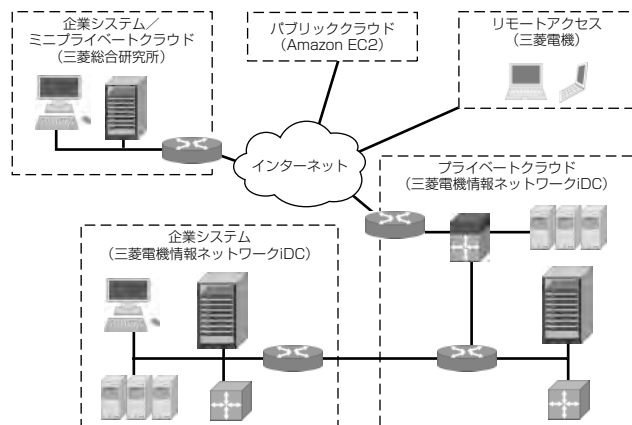 企業システム／
ミニプライベートクラウド
（三菱総合研究所）
パブリッククラウド
（Amazon EC2）
リモートアクセス
（三菱電機）
インターネット
プライベートクラウド
（三菱電機情報ネットワークiDC）
企業システム
（三菱電機情報ネットワークiDC）